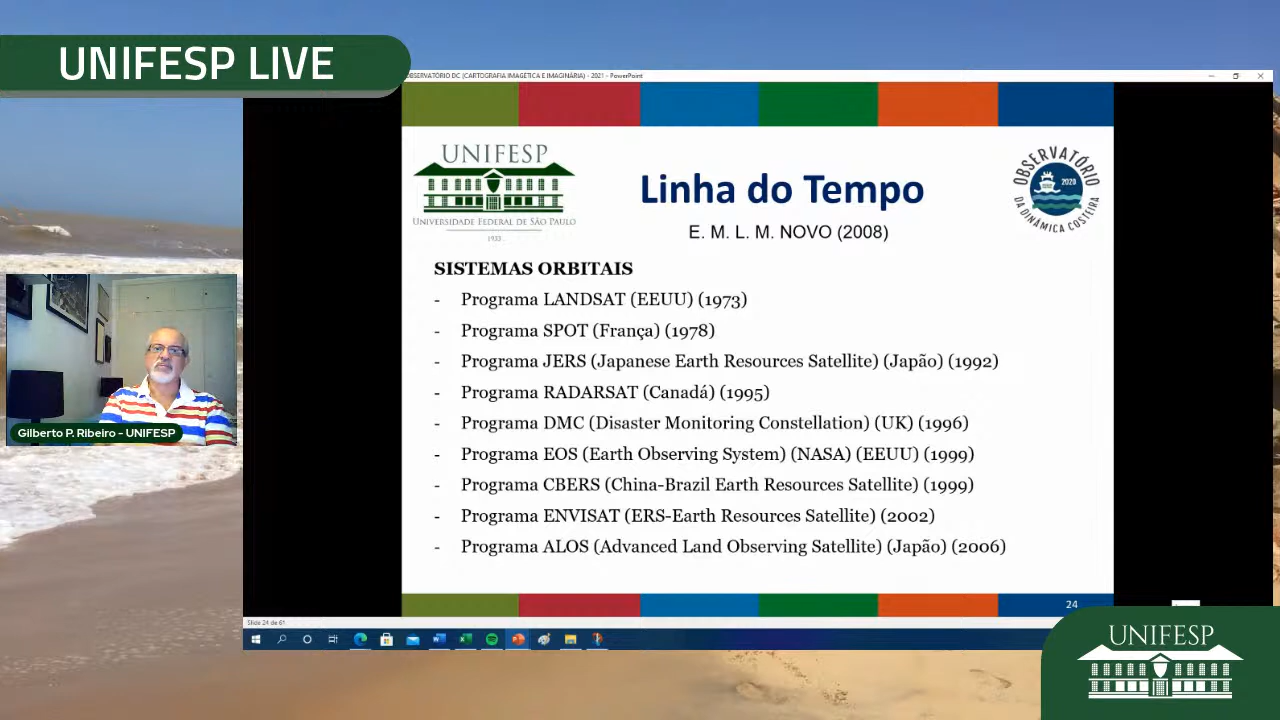 UNIFESP LIVE
OBSERVATÓRIO DC (CARTOGRAFIA IMAGÉTICA E IMAGINÁRIA) - 2021 - PowerPoint
UNIFESP
UNIVERSIDADE FEDERAL DE SÃO PAULO
1933
Linha do Tempo
E. M. L. M. NOVO (2008)
OBSERVATÓRIO
2020
DA DINÂMICA COSTEIRA
SISTEMAS ORBITAIS
- Programa LANDSAT (EEUU) (1973)
- Programa SPOT (França) (1978)
- Programa JERS (Japanese Earth Resources Satellite) (Japão) (1992)
- Programa RADARSAT (Canadá) (1995)
- Programa DMC (Disaster Monitoring Constellation) (UK) (1996)
- Programa EOS (Earth Observing System) (NASA) (EEUU) (1999)
- Programa CBERS (China-Brazil Earth Resources Satellite) (1999)
- Programa ENVISAT (ERS-Earth Resources Satellite) (2002)
- Programa ALOS (Advanced Land Observing Satellite) (Japão) (2006)
24
Gilberto P. Ribeiro - UNIFESP
Slide 24 de 61
UNIFESP